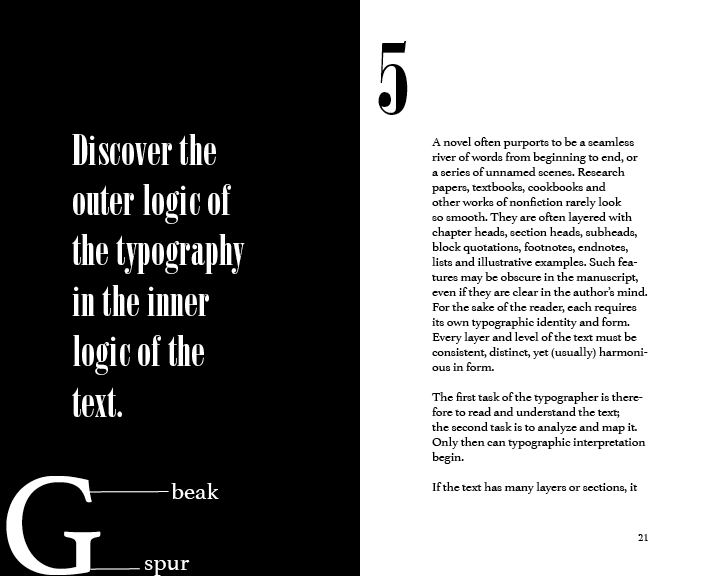 Discover the
outer logic of
the typography
in the inner
logic of the
text.
G
beak
spur
5
A novel often purports to be a seamless
river of words from beginning to end, or
a series of unnamed scenes. Research
papers, textbooks, cookbooks and
other works of nonfiction rarely look
so smooth. They are often layered with
chapter heads, section heads, subheads,
block quotations, footnotes, endnotes,
lists and illustrative examples. Such fea-
tures may be obscure in the manuscript,
even if they are clear in the author's mind.
For the sake of the reader, each requires
its own typographic identity and form.
Every layer and level of the text must be
consistent, distinct, yet (usually) harmoni-
ous in form.
The first task of the typographer is there-
fore to read and understand the text;
the second task is to analyze and map it.
Only then can typographic interpretation
begin.
If the text has many layers or sections, it
21